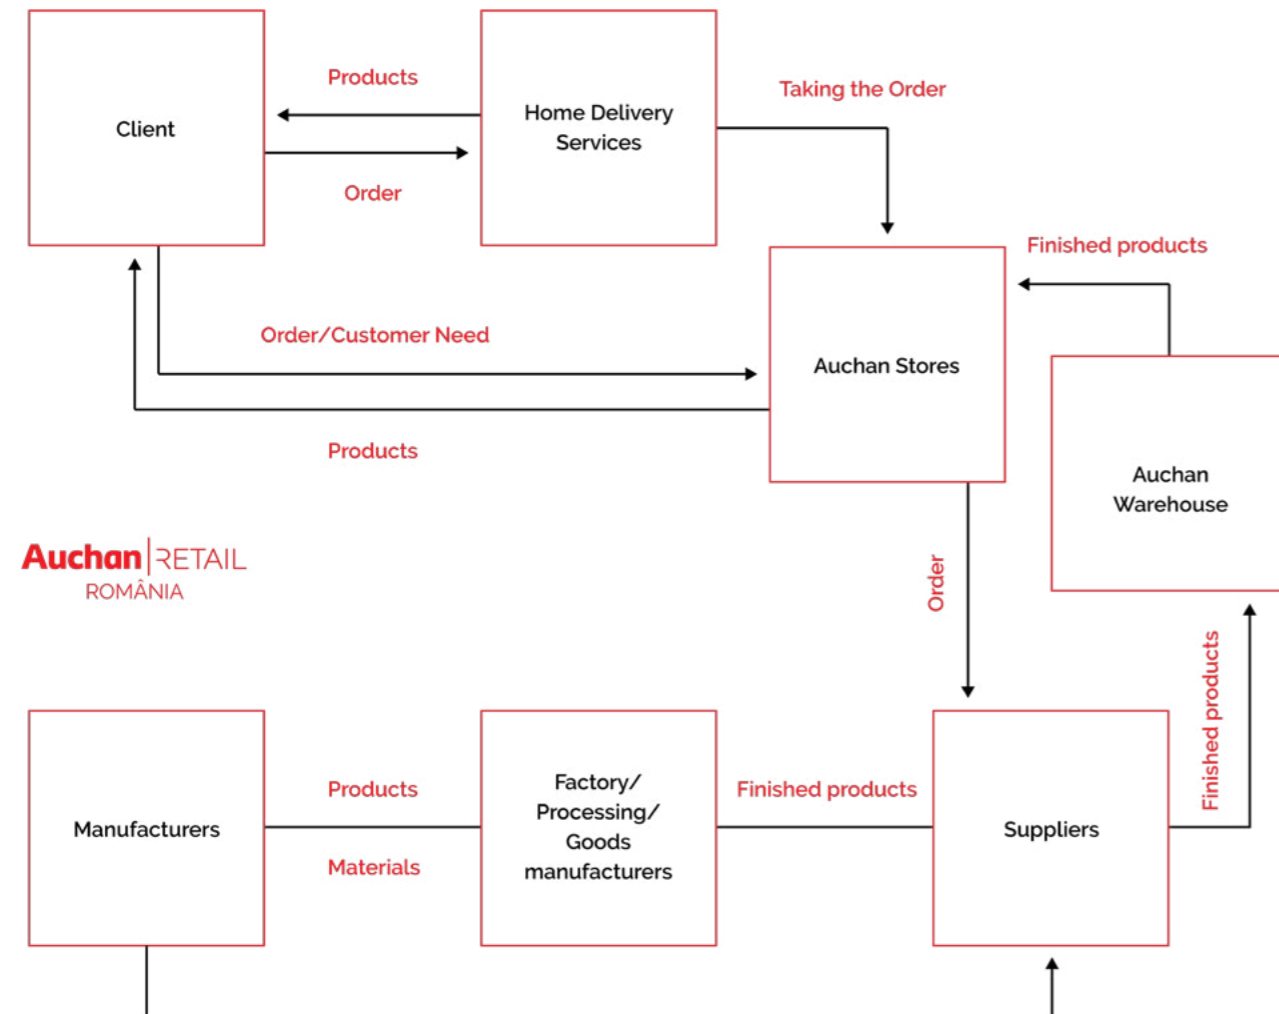 Products
Taking the Order
Client
Home Delivery
Services
Order
Finished products
Order/Customer Need
Auchan Stores
Products
Auchan
Warehouse
Auchan RETAIL
ROMÂNIA
Order
Finished products
Products
Factory/
Processing/
Goods
manufacturers
Finished products
Manufacturers
Suppliers
Materials